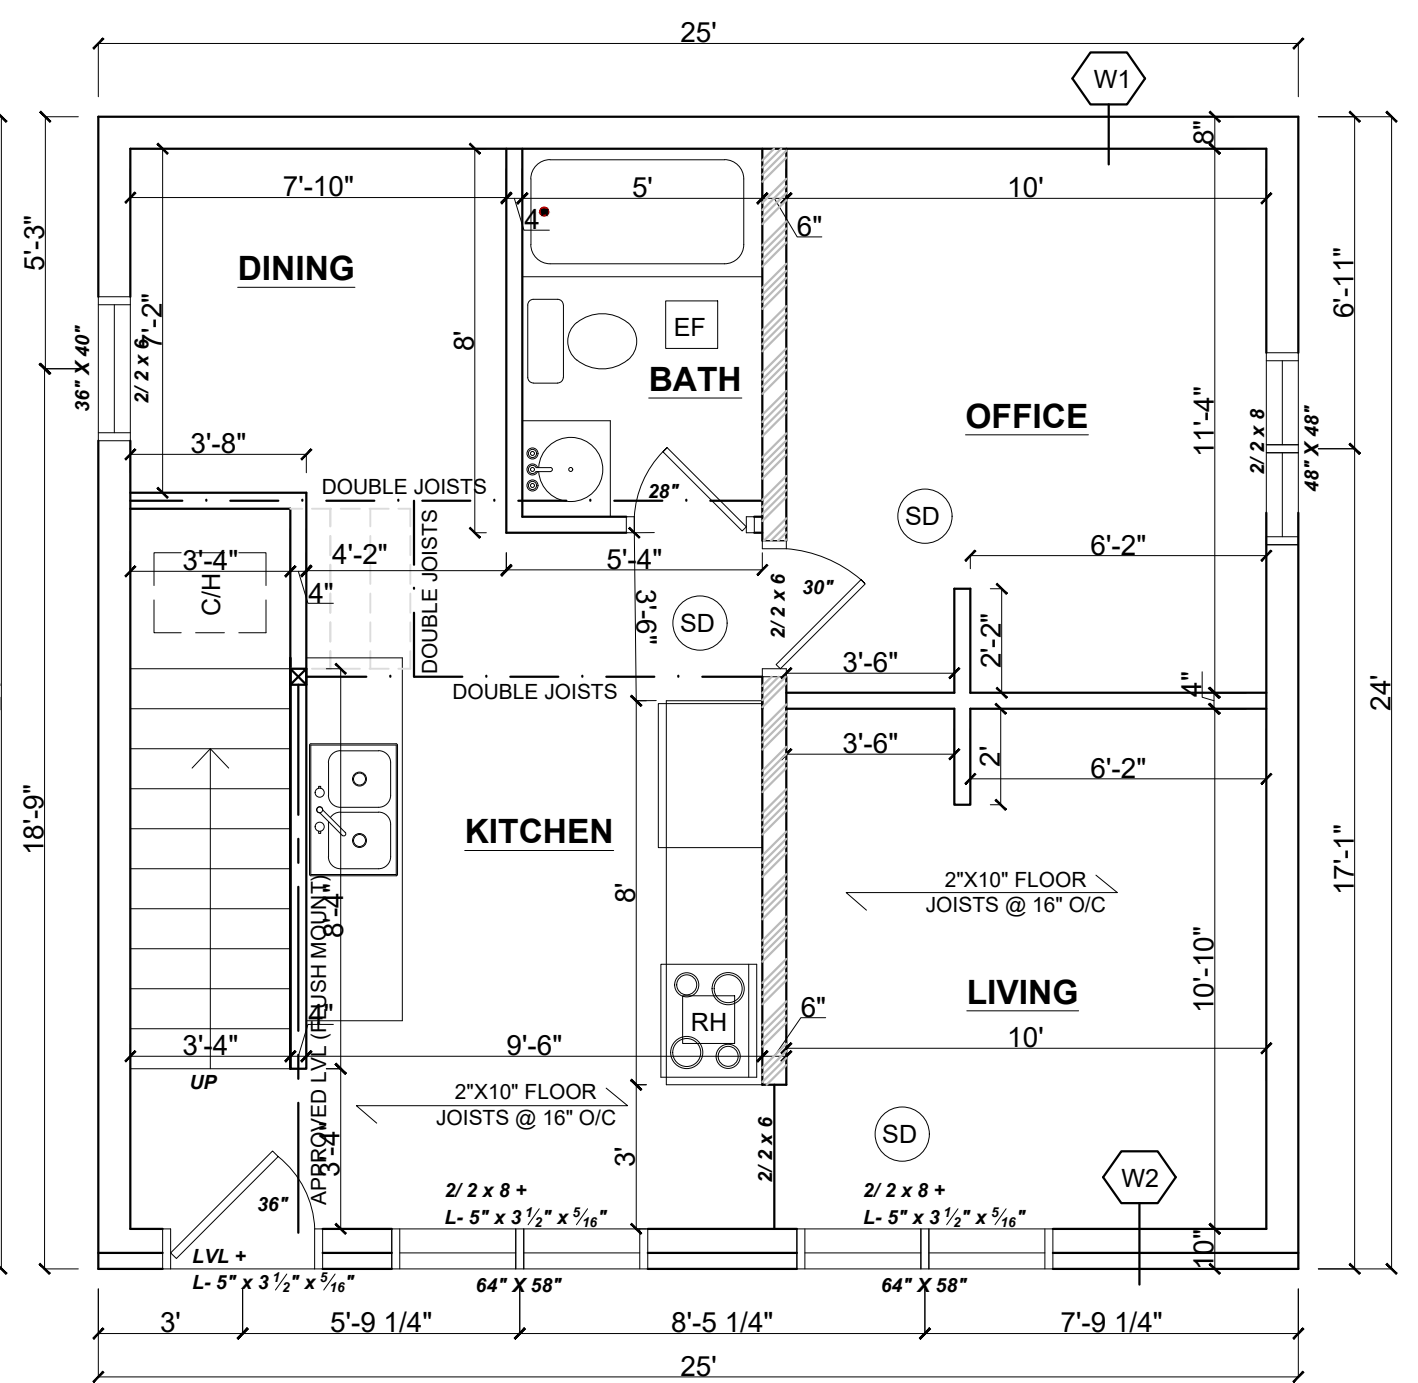 25'
W1
8"
7'-10"
5'
10'
4"
6"
5'-3"
DINING
6'-11"
7'-2"
8'
EF
36" X 40"
2/ 2 x 6
BATH
OFFICE
11'-4"
2/ 2 x 8
48" X 48"
3'-8"
DOUBLE JOISTS
28"
SD
DOUBLE JOISTS
3'-4"
4'-2"
5'-4"
6'-2"
C/H
4"
3'-6"
SD
2/ 2 x 6
30"
2'-2"
3'-6"
4"
24'
DOUBLE JOISTS
3'-6"
2'
6'-2"
18'-9"
KITCHEN
17'-1"
8'
8'-4"
2"X10" FLOOR
JOISTS @ 16" O/C
APPROVED LVL (FLUSH MOUNT)
10'-10"
LIVING
RH
4"
6"
3'-4"
9'-6"
10'
UP
2"X10" FLOOR
JOISTS @ 16" O/C
3'-4"
3'
2/ 2 x 6
SD
W2
36"
2/ 2 x 8 +
L- 5" x 3 1/2" x 5/16"
2/ 2 x 8 +
L- 5" x 3 1/2" x 5/16"
LVL +
L- 5" x 3 1/2" x 5/16"
64" X 58"
64" X 58"
10"
3'
5'-9 1/4"
8'-5 1/4"
7'-9 1/4"
25'